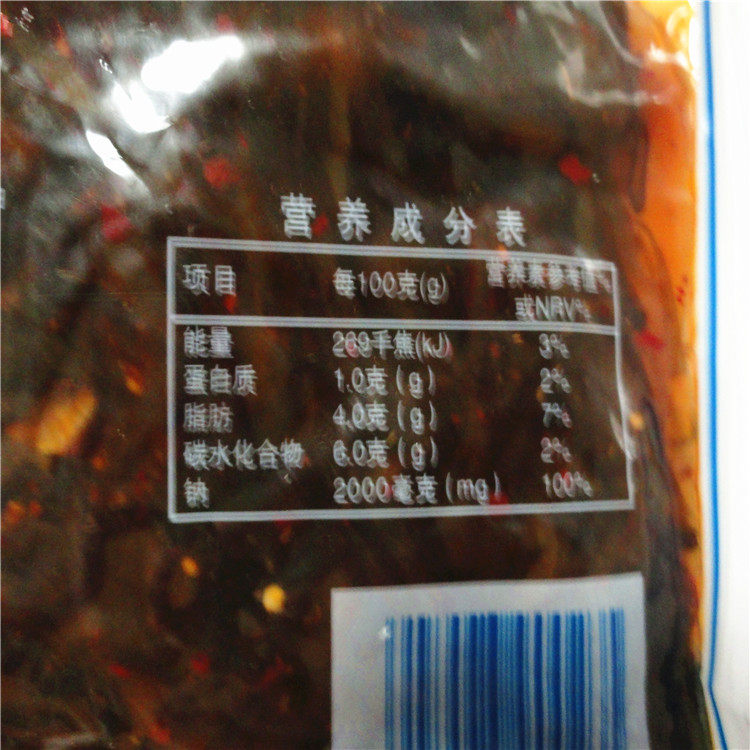 营养成分表
项目 每100克(g) 营养素参考值%
或NRV%
能量 269千焦(kJ) 3%
蛋白质 1.0克(g) 2%
脂肪 4.0克(g) 7%
碳水化合物 6.0克(g) 2%
钠 2000毫克(mg) 100%